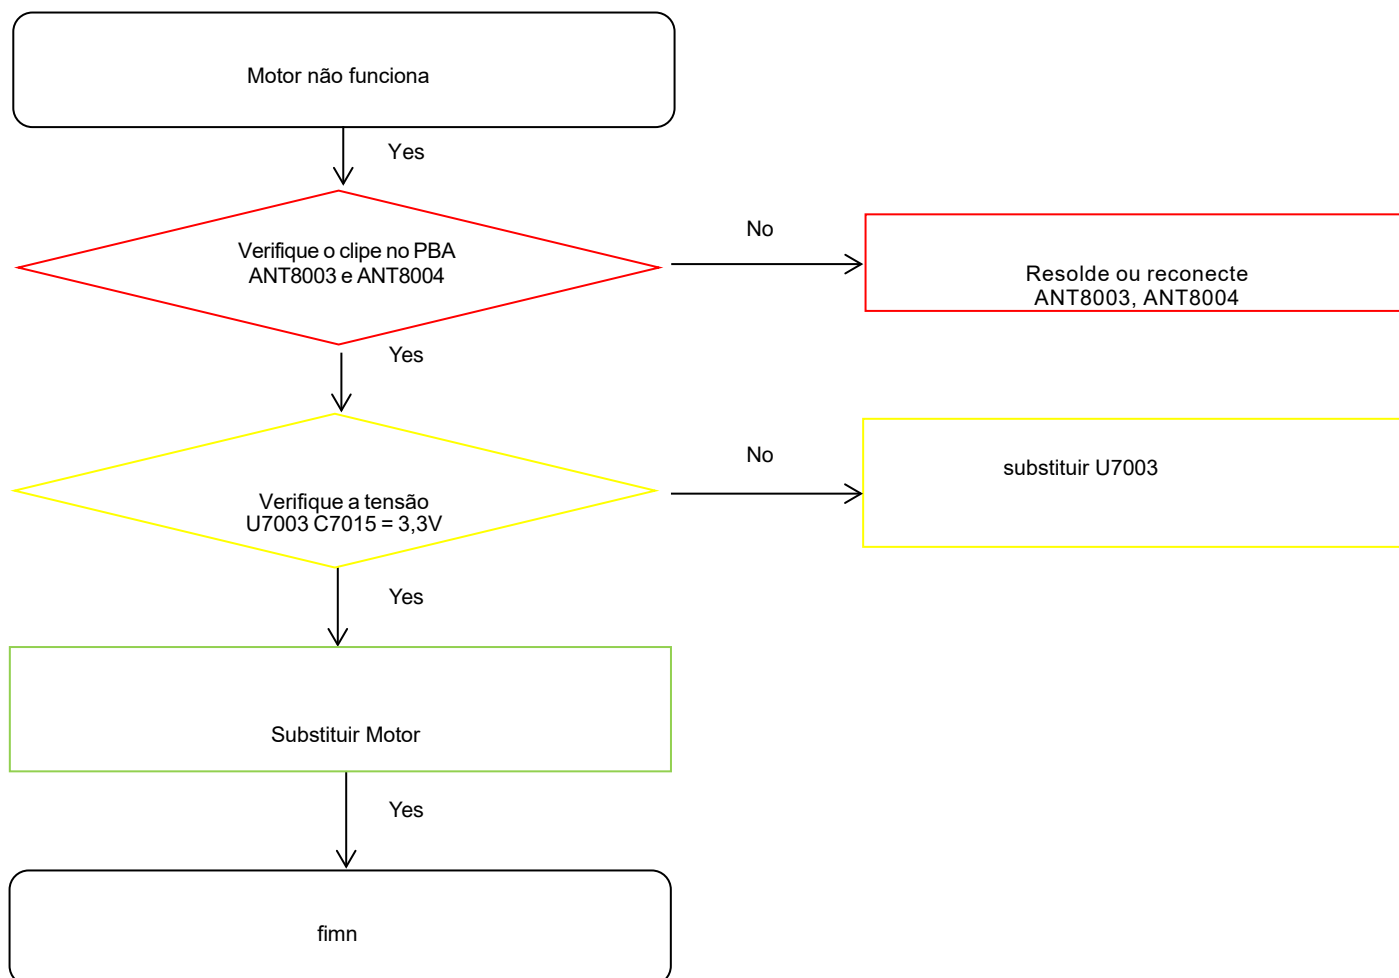 Motor não funciona
Yes
Verifique o clipe no PBA
ANT8003 e ANT8004
No
Resolde ou reconecte
ANT8003, ANT8004
Yes
Verifique a tensão
U7003 C7015 = 3,3V
No
substituir U7003
Yes
Substituir Motor
Yes
fimn